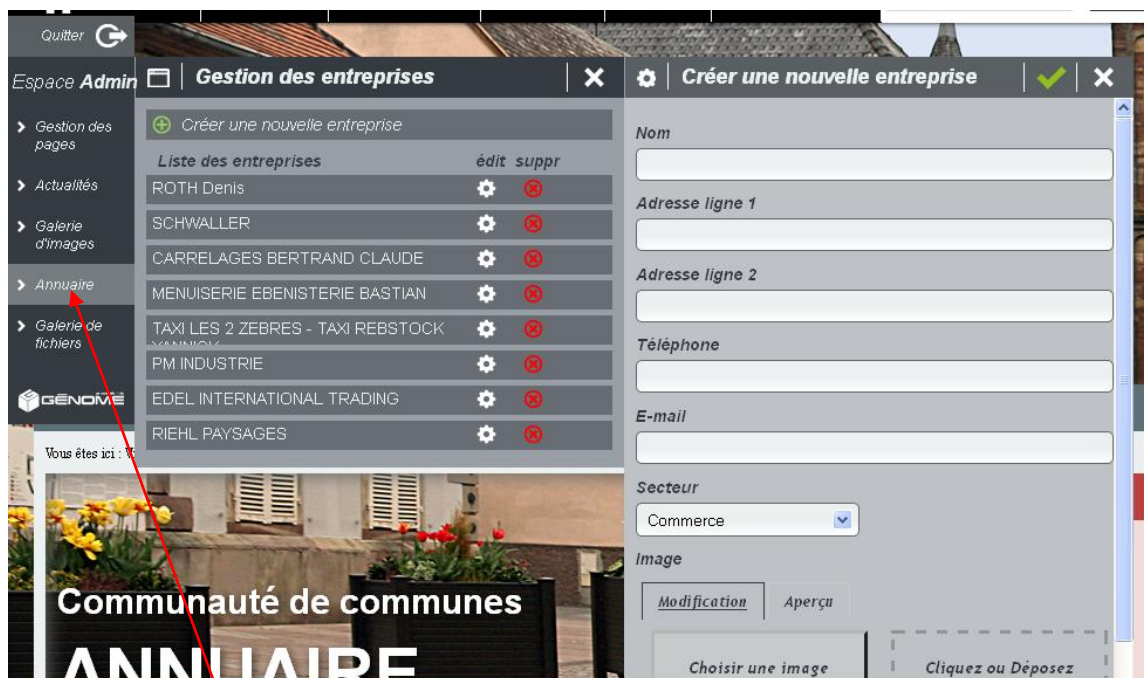 Quitter
Espace Admin
Gestion des
pages
Actualités
Galerie
d'images
Annuaire
Galerie de
fichiers
GENOME
Gestion des entreprises
Créer une nouvelle entreprise
Liste des entreprises édit suppr
ROTH Denis
SCHWALLER
CARRELAGES BERTRAND CLAUDE
MENUISERIE EBENISTERIE BASTIAN
TAXI LES 2 ZEBRES - TAXI REBSTOCK
YANNICK
PM INDUSTRIE
EDEL INTERNATIONAL TRADING
RIEHL PAYSAGES
Créer une nouvelle entreprise
Nom
Adresse ligne 1
Adresse ligne 2
Téléphone
E-mail
Secteur
Commerce
Image
Modification Aperçu
Choisir une image
Cliquez ou Déposez
Vous êtes ici :
Communauté de communes
ANNUAIRE